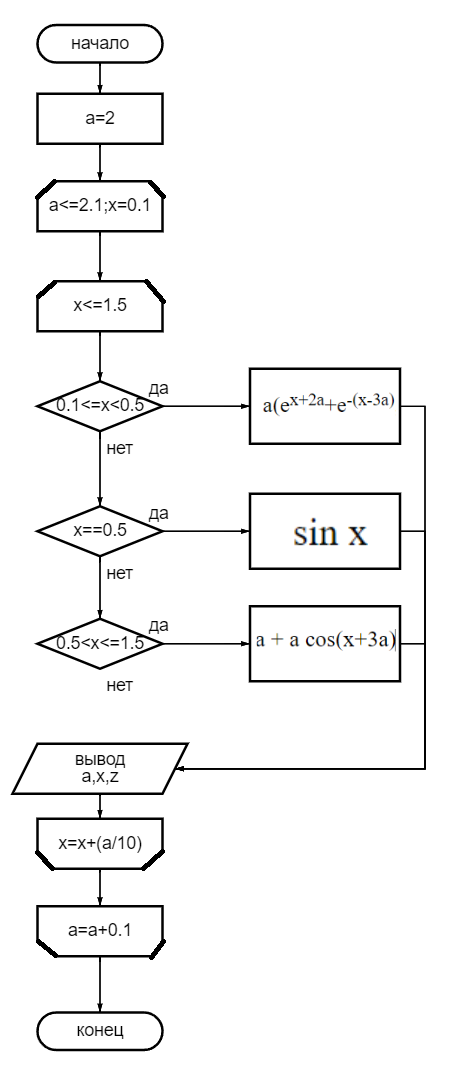 начало
a=2
a<=2.1;x=0.1
x<=1.5
0.1<=x<0.5
да
a(e^x+2a+e^-(x-3a)
нет
x==0.5
да
sin x
нет
0.5<x<=1.5
да
a + a cos(x+3a)
нет
вывод
a,x,z
x=x+(a/10)
a=a+0.1
конец